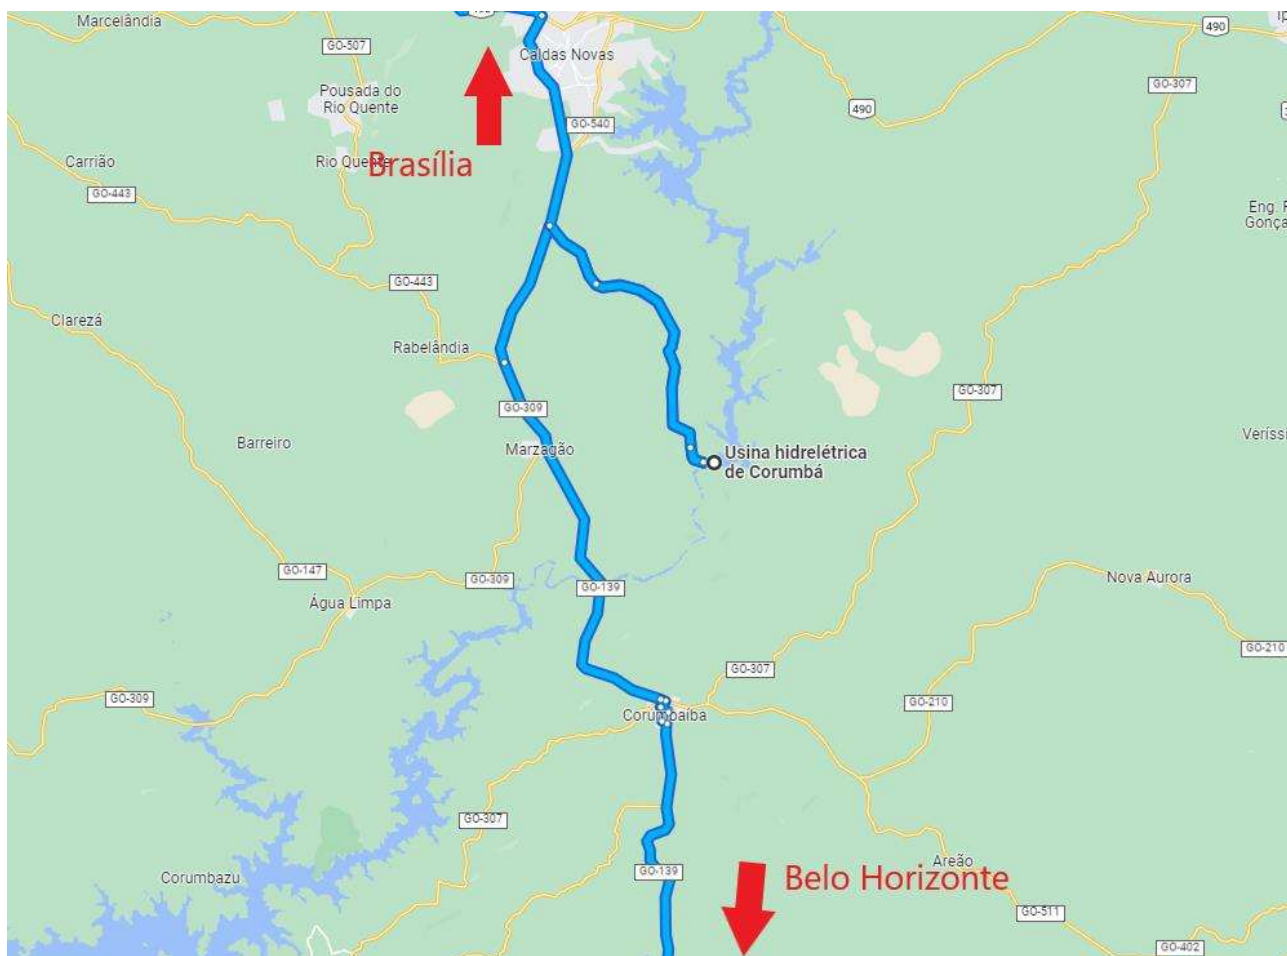 Marcelândia
490
GO-507
Caldas Novas
490
Pousada do
Rio Quente
GO-307
490
GO-540
Carrião
Rio Quente
Brasília
GO-443
GO-443
Clarezá
Rabelândia
GO-307
GO-309
Barreiro
Marzagão
Usina hidrelétrica
de Corumbá
GO-147
GO-309
GO-139
Nova Aurora
Água Limpa
GO-210
GO-307
GO-309
GO-210
Corumbaíba
GO-307
Areão
GO-139
Corumbazu
Belo Horizonte
GO-511
GO-402